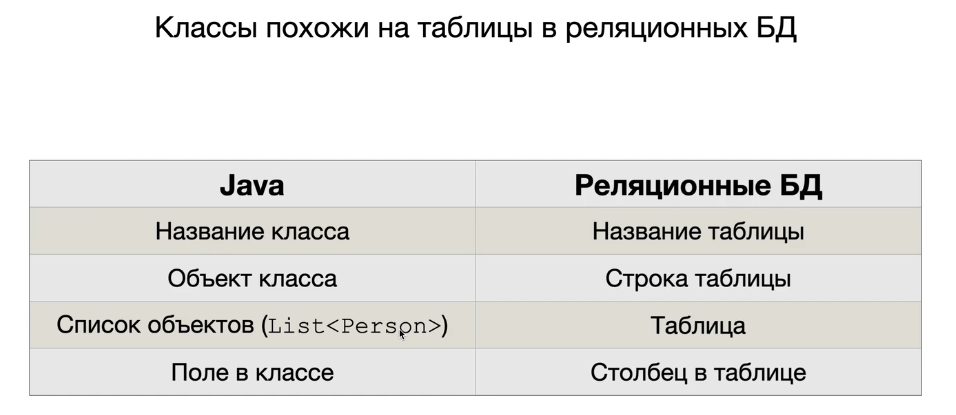 Классы похожи на таблицы в реляционных БД
Java Реляционные БД
Название класса Название таблицы
Объект класса Строка таблицы
Список объектов (List<Person>) Таблица
Поле в классе Столбец в таблице